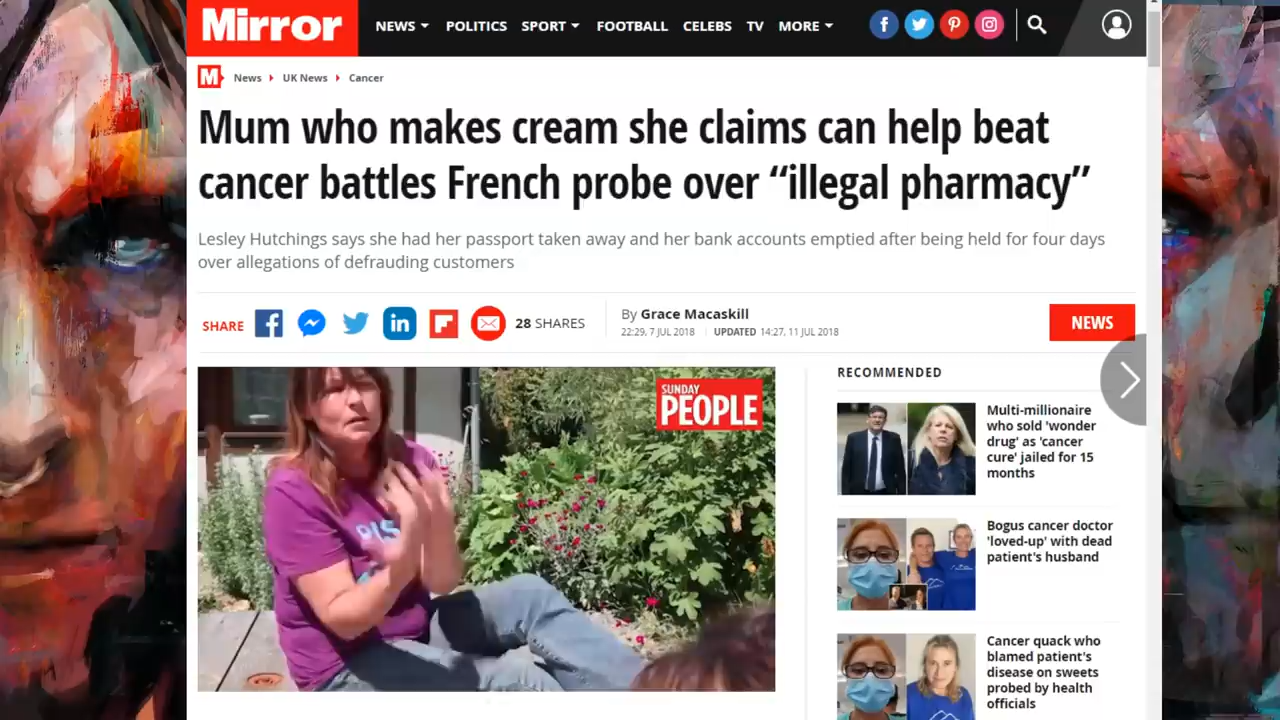 Mirror
NEWS
POLITICS
SPORT
FOOTBALL
CELEBS
TV
MORE
M
News
UK News
Cancer
Mum who makes cream she claims can help beat
cancer battles French probe over “illegal pharmacy”
Lesley Hutchings says she had her passport taken away and her bank accounts emptied after being held for four days
over allegations of defrauding customers
SHARE
28 SHARES
By Grace Macaskill
22:29, 7 JUL 2018
UPDATED 14:27, 11 JUL 2018
NEWS
SUNDAY
PEOPLE
RECOMMENDED
Multi-millionaire
who sold 'wonder
drug' as 'cancer
cure' jailed for 15
months
Bogus cancer doctor
'loved-up' with dead
patient's husband
Cancer quack who
blamed patient's
disease on sweets
probed by health
officials